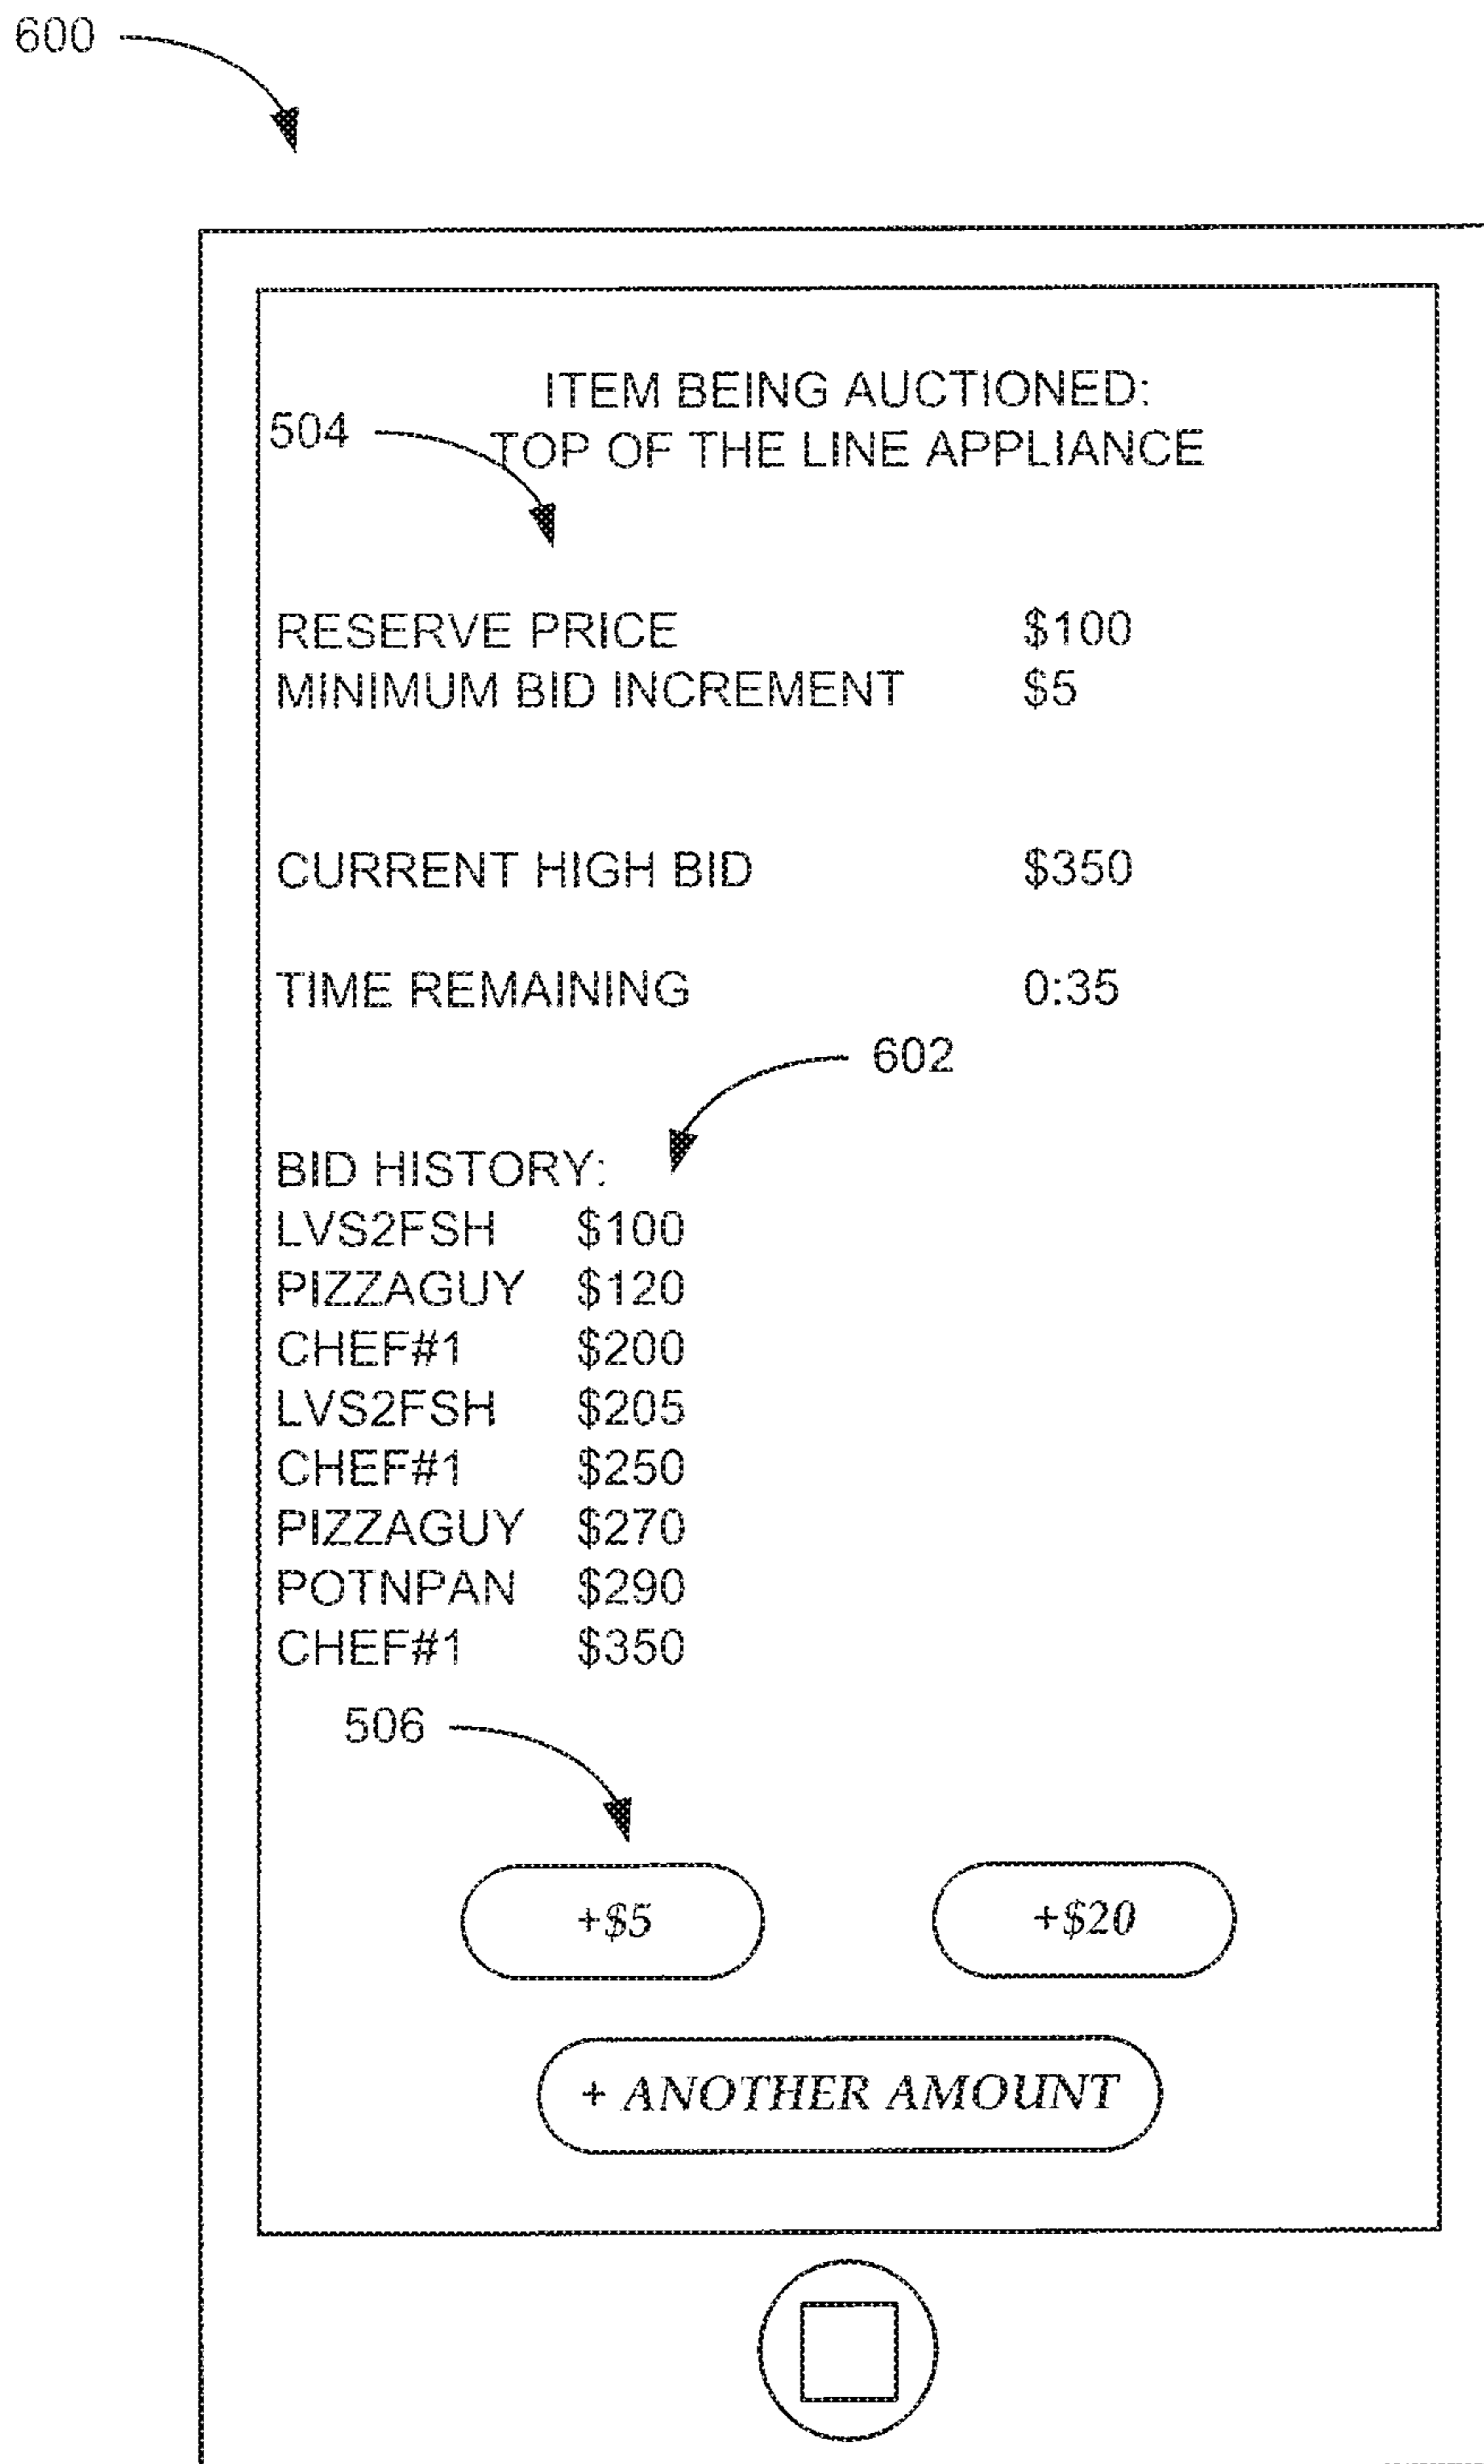 600
ITEM BEING AUCTIONED:
504
TOP OF THE LINE APPLIANCE
RESERVE PRICE $100
MINIMUM BID INCREMENT $5
CURRENT HIGH BID $350
TIME REMAINING 0:35
602
BID HISTORY:
LVS2FSH $100
PIZZAGUY $120
CHEF#1 $200
LVS2FSH $205
CHEF#1 $250
PIZZAGUY $270
POTNPAN $290
CHEF#1 $350
506
+$5 +$20
+ ANOTHER AMOUNT